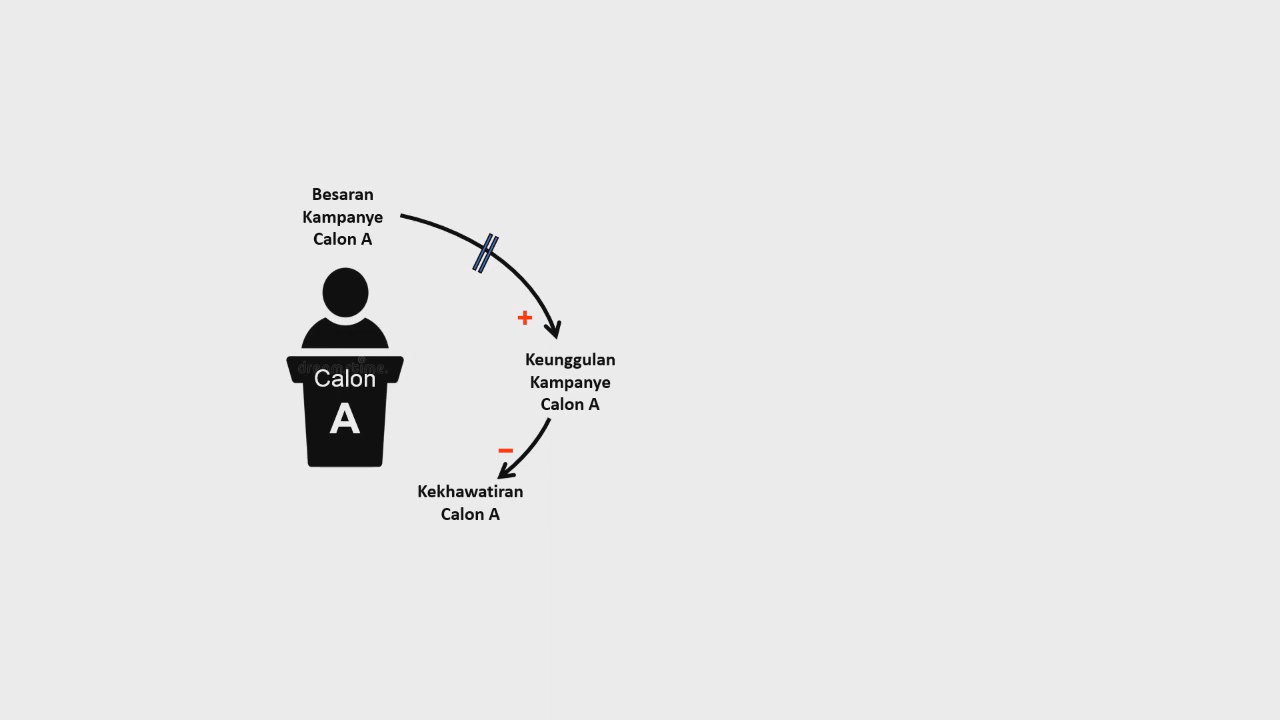 Besaran
Kampanye
Calon A
+
Keunggulan
Kampanye
Calon A
Calon
A
−
Kekhawatiran
Calon A